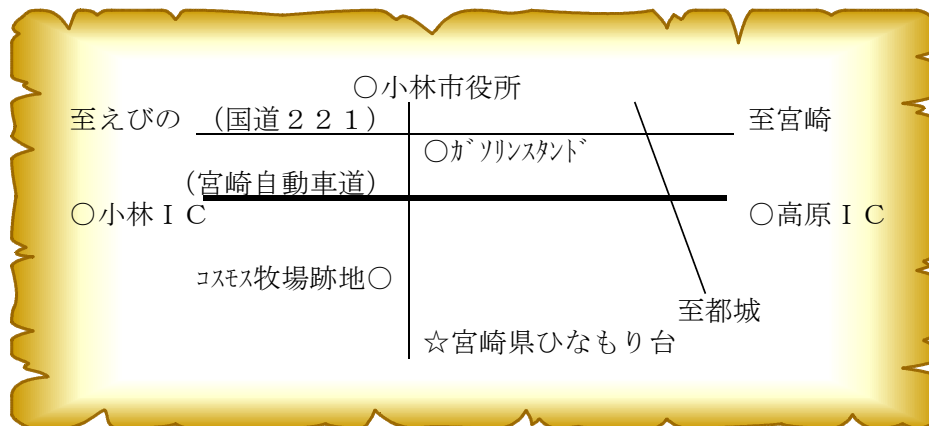 ○小林市役所
至えびの （国道２２１） 至宮崎
○ｶﾞｿﾘﾝｽﾀﾝﾄﾞ
（宮崎自動車道）
○小林ＩＣ ○高原ＩＣ
ｺｽﾓｽ牧場跡地○
至都城
☆宮崎県ひなもり台